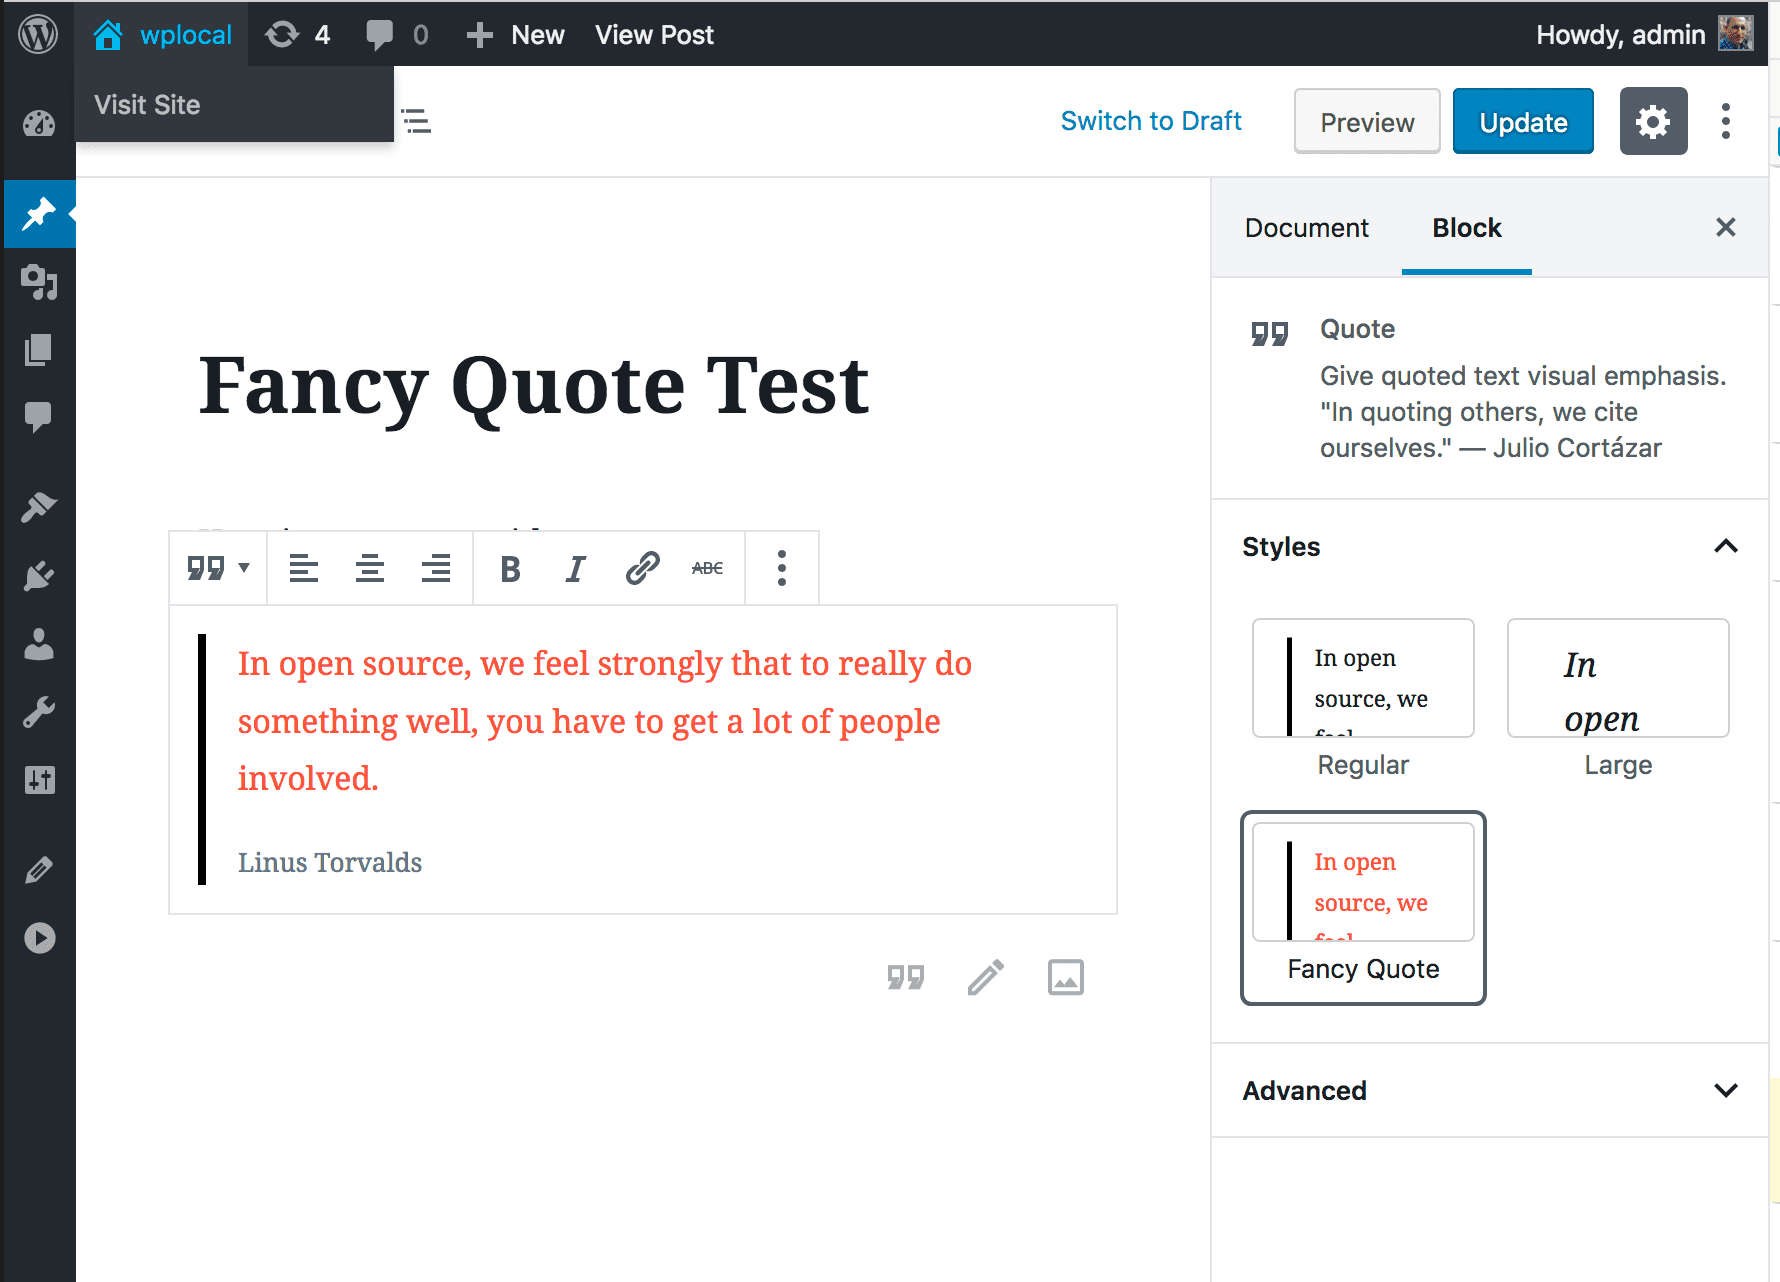 wplocal 4 0 New View Post Howdy, admin
Visit Site
Switch to Draft Preview Update
Document Block
Quote
Give quoted text visual emphasis.
"In quoting others, we cite
ourselves." — Julio Cortázar
Fancy Quote Test
B I ABC
In open source, we feel strongly that to really do
something well, you have to get a lot of people
involved.
Linus Torvalds
Styles
In open
source, we
feel
Regular
In
open
Large
In open
source, we
feel
Fancy Quote
Advanced